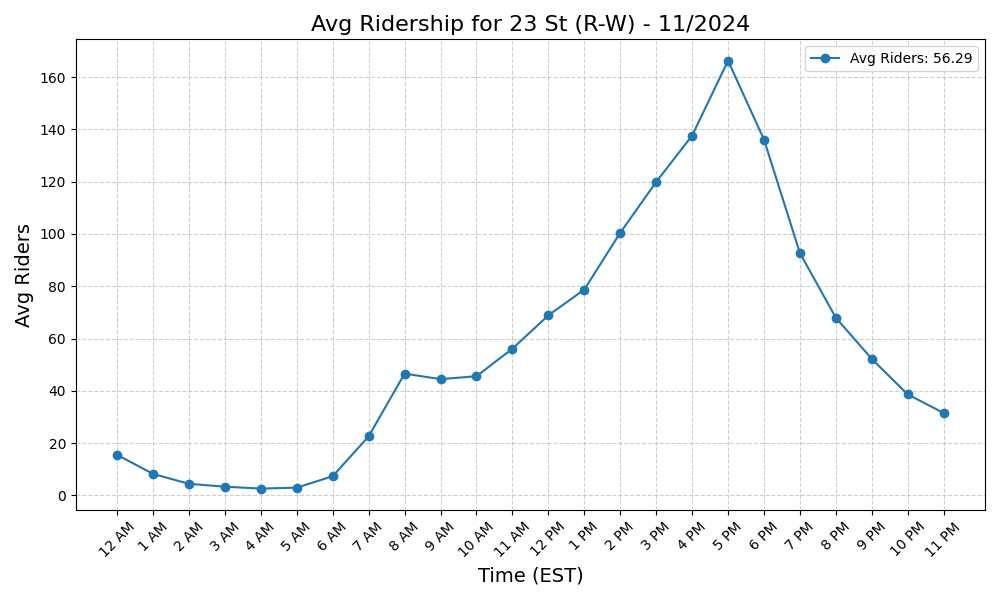 Avg Ridership for 23 St (R-W) - 11/2024
Avg Riders: 56.29
Avg Riders
160
140
120
100
80
60
40
20
0
12 AM
1 AM
2 AM
3 AM
4 AM
5 AM
6 AM
7 AM
8 AM
9 AM
10 AM
11 AM
12 PM
1 PM
2 PM
3 PM
4 PM
5 PM
6 PM
7 PM
8 PM
9 PM
10 PM
11 PM
Time (EST)